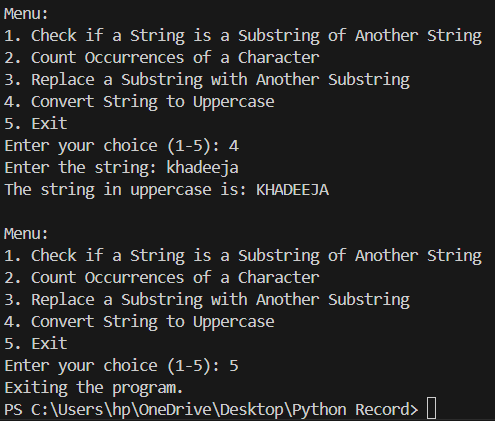 Menu:
1. Check if a String is a Substring of Another String
2. Count Occurrences of a Character
3. Replace a Substring with Another Substring
4. Convert String to Uppercase
5. Exit
Enter your choice (1-5): 4
Enter the string: khadeeja
The string in uppercase is: KHADEEJA

Menu:
1. Check if a String is a Substring of Another String
2. Count Occurrences of a Character
3. Replace a Substring with Another Substring
4. Convert String to Uppercase
5. Exit
Enter your choice (1-5): 5
Exiting the program.
PS C:\Users\hp\OneDrive\Desktop\Python Record>